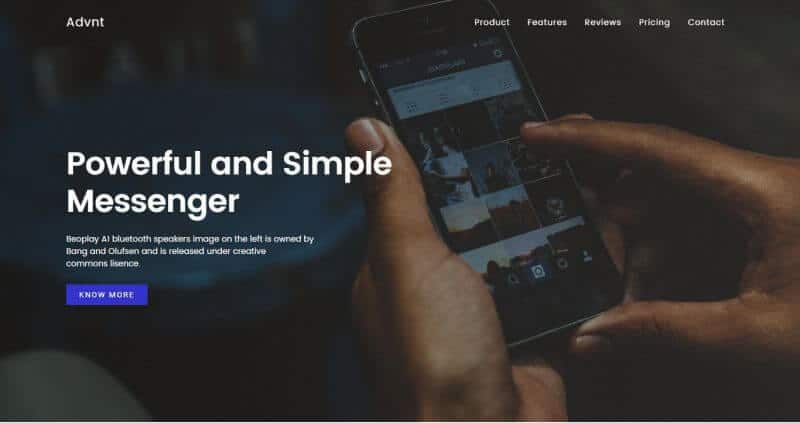 Advnt
Product Features Reviews Pricing Contact
Powerful and Simple
Messenger
Beoplay A1 bluetooth speakers image on the left is owned by
Bang and Olufsen and is released under creative
commons lisence.
KNOW MORE